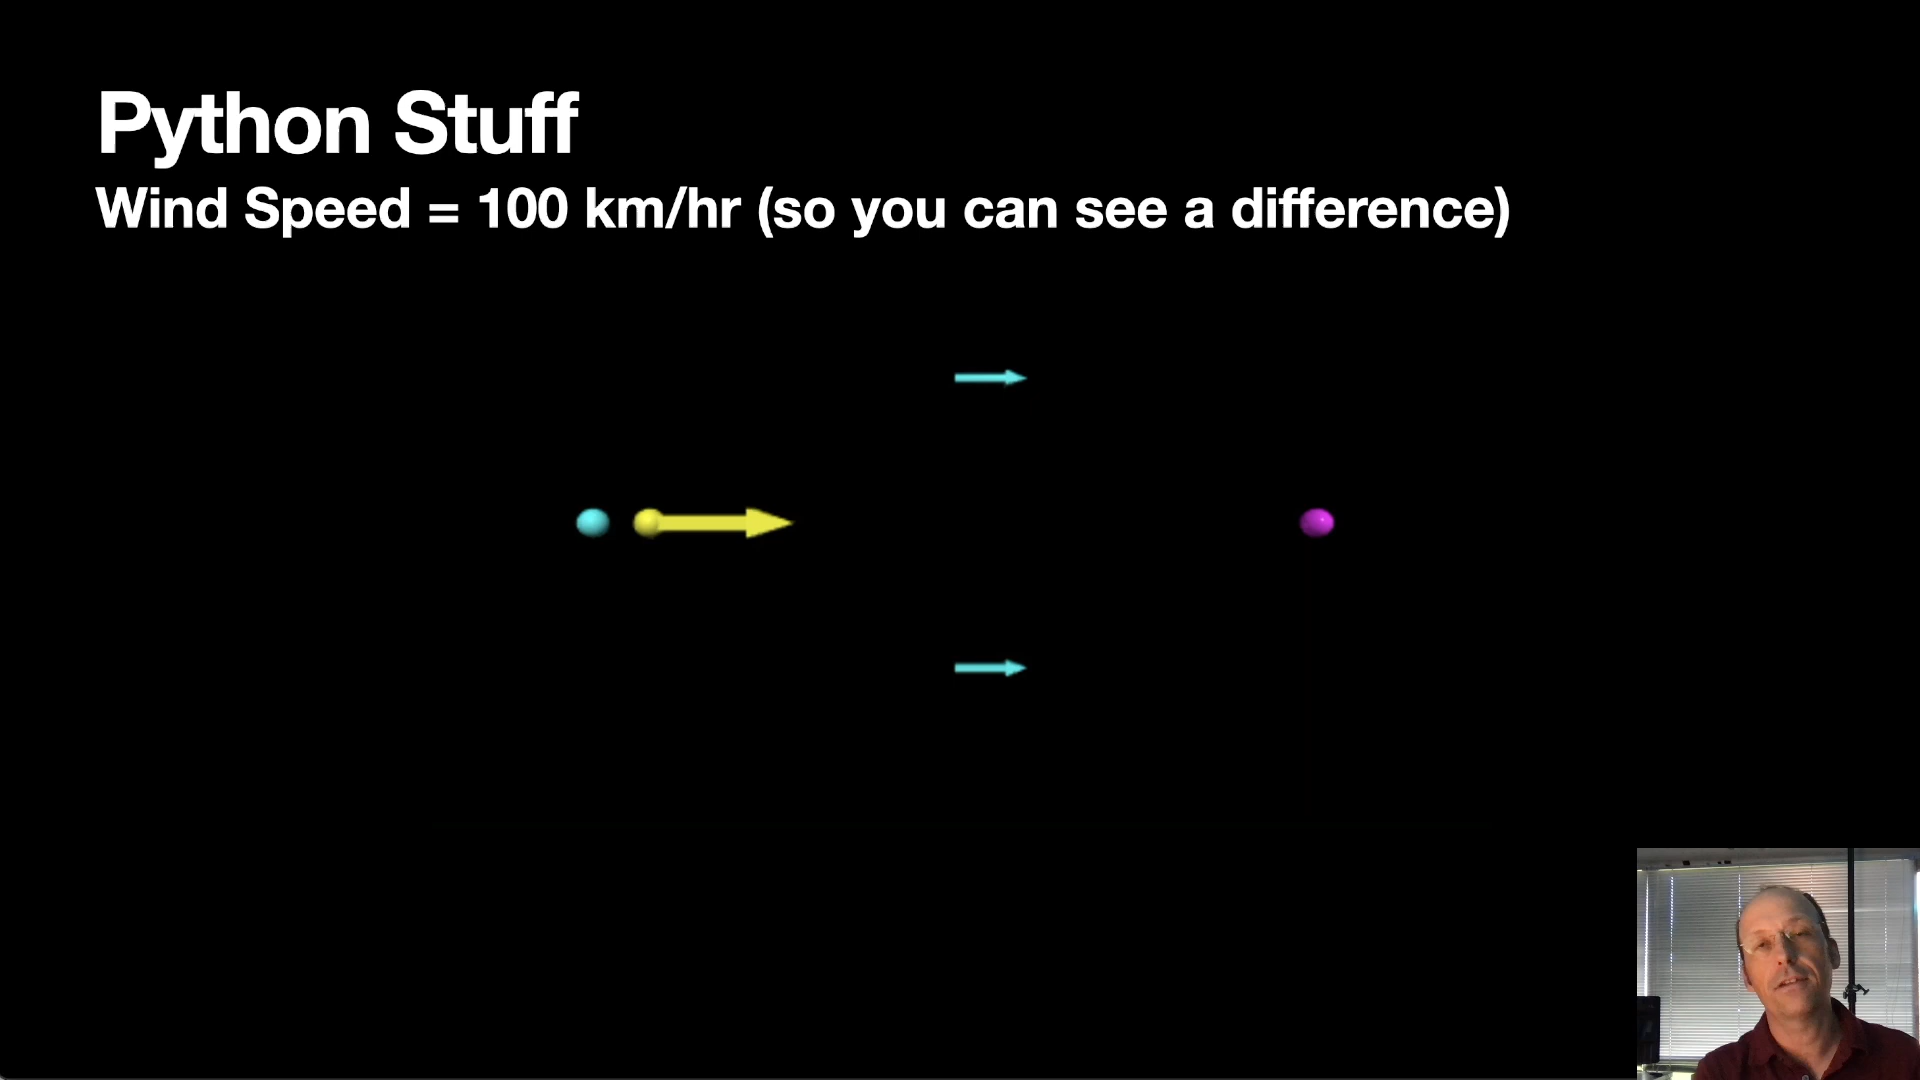 Python Stuff
Wind Speed = 100 km/hr (so you can see a difference)